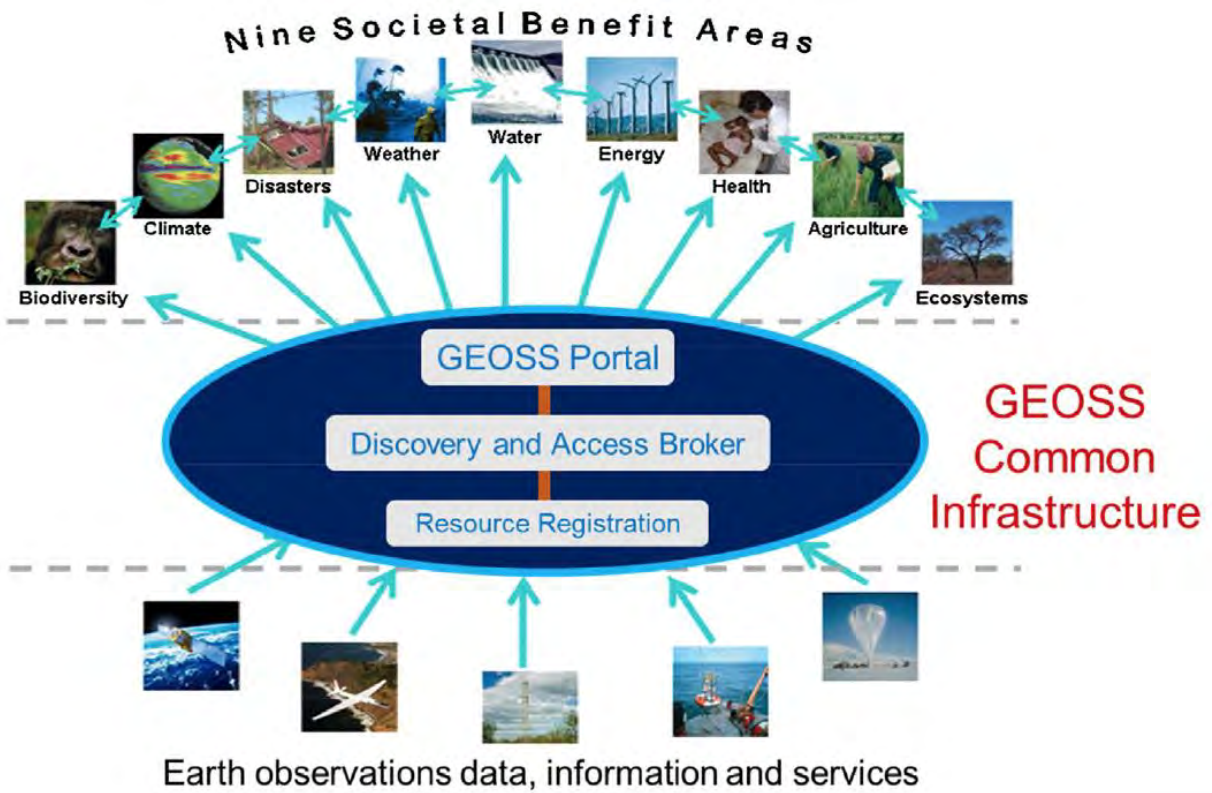 Nine Societal Benefit Areas
Water
Weather
Energy
Disasters
Health
Climate
Agriculture
Biodiversity
Ecosystems
GEOSS Portal
Discovery and Access Broker
Resource Registration
GEOSS
Common
Infrastructure
Earth observations data, information and services